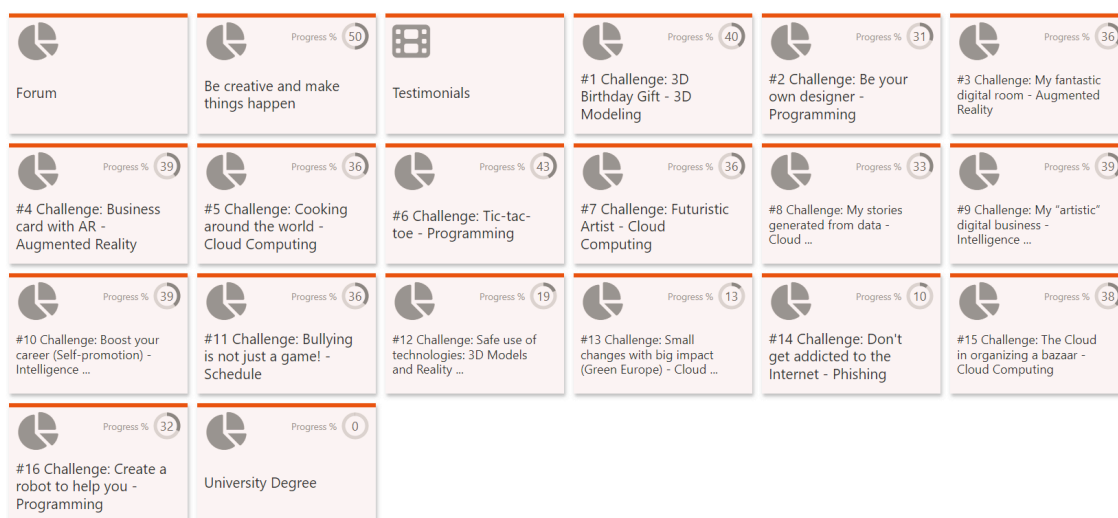 Forum
Progress % 50
Be creative and make
things happen
Testimonials
Progress % 40
#1 Challenge: 3D
Birthday Gift - 3D
Modeling
Progress % 31
#2 Challenge: Be your
own designer -
Programming
Progress % 36
#3 Challenge: My fantastic
digital room - Augmented
Reality
Progress % 39
#4 Challenge: Business
card with AR -
Augmented Reality
Progress % 36
#5 Challenge: Cooking
around the world -
Cloud Computing
Progress % 43
#6 Challenge: Tic-tac-
toe - Programming
Progress % 36
#7 Challenge: Futuristic
Artist - Cloud
Computing
Progress % 33
#8 Challenge: My stories
generated from data -
Cloud ...
Progress % 39
#9 Challenge: My “artistic”
digital business -
Intelligence ...
Progress % 39
#10 Challenge: Boost your
career (Self-promotion) -
Intelligence ...
Progress % 36
#11 Challenge: Bullying
is not just a game! -
Schedule
Progress % 19
#12 Challenge: Safe use of
technologies: 3D Models
and Reality ...
Progress % 13
#13 Challenge: Small
changes with big impact
(Green Europe) - Cloud ...
Progress % 10
#14 Challenge: Don't
get addicted to the
Internet - Phishing
Progress % 38
#15 Challenge: The Cloud
in organizing a bazaar -
Cloud Computing
Progress % 32
#16 Challenge: Create a
robot to help you -
Programming
Progress % 0
University Degree